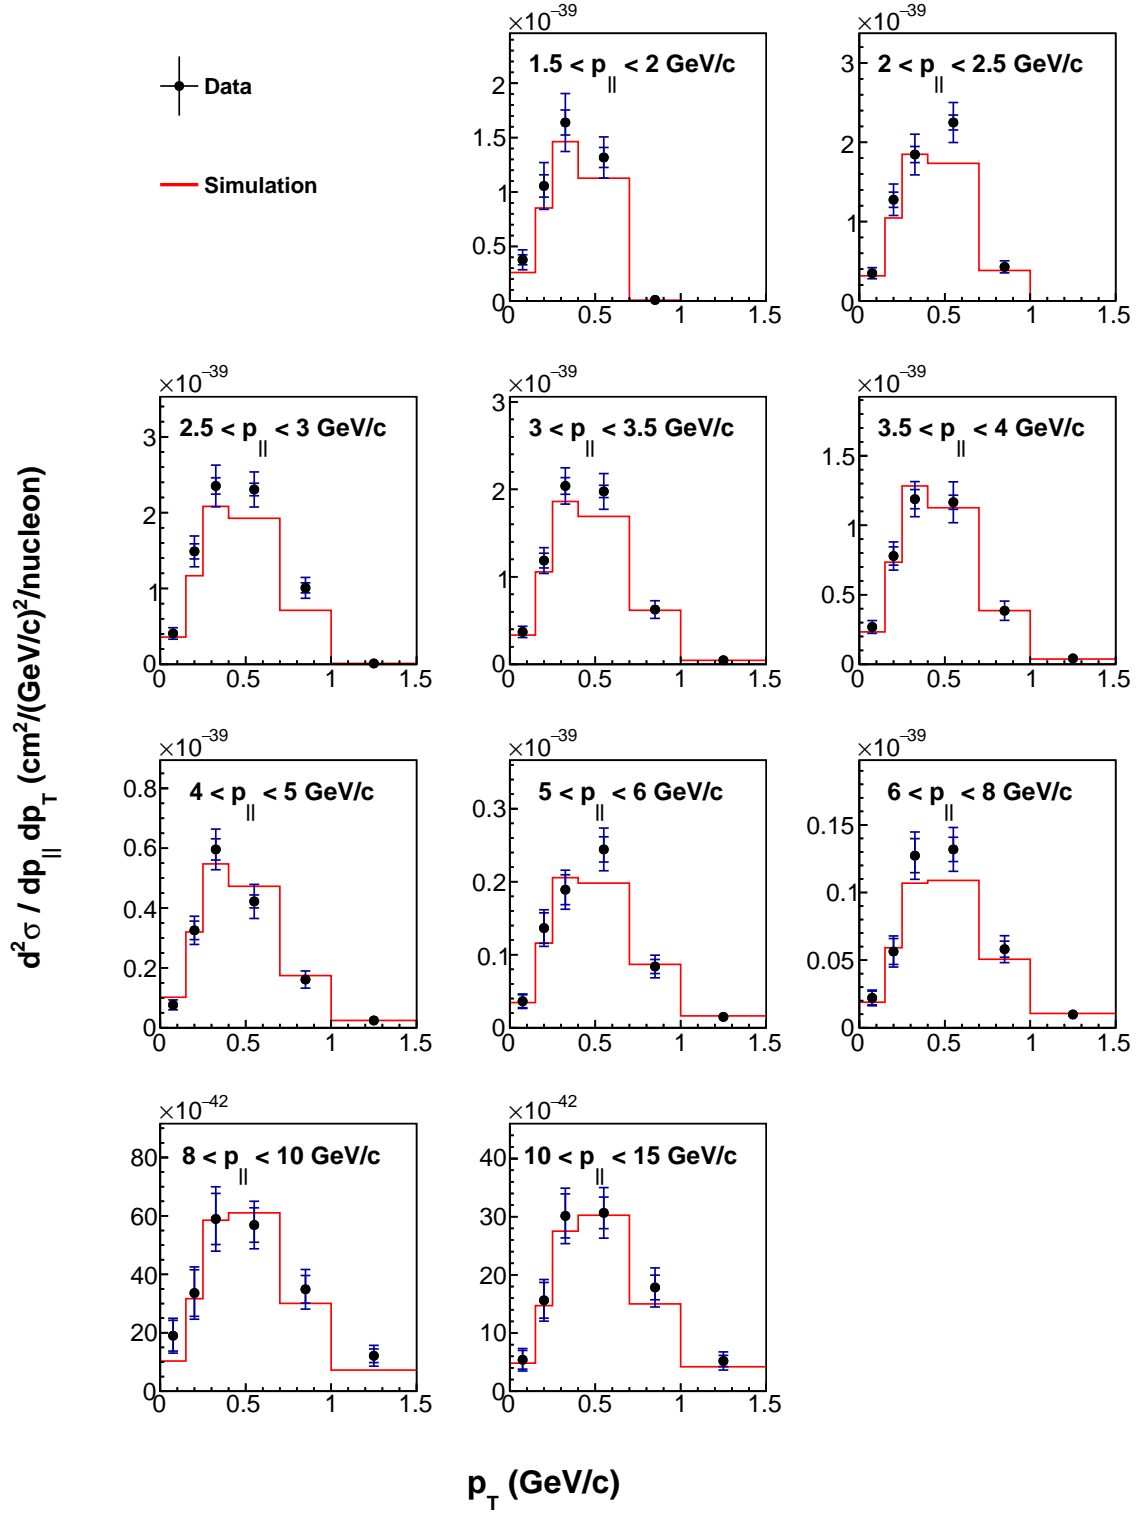 Data
Simulation
×10⁻³⁹
1.5 < p|| < 2 GeV/c
2
1.5
1
0.5
0
0 0.5 1 1.5
×10⁻³⁹
2 < p|| < 2.5 GeV/c
3
2
1
0
0 0.5 1 1.5
×10⁻³⁹
2.5 < p|| < 3 GeV/c
3
2
1
0
0 0.5 1 1.5
×10⁻³⁹
3 < p|| < 3.5 GeV/c
3
2
1
0
0 0.5 1 1.5
×10⁻³⁹
3.5 < p|| < 4 GeV/c
1.5
1
0.5
0
0 0.5 1 1.5
d²σ / dp|| dp_T (cm²/(GeV/c)²/nucleon)
×10⁻³⁹
4 < p|| < 5 GeV/c
0.8
0.6
0.4
0.2
0
0 0.5 1 1.5
×10⁻³⁹
5 < p|| < 6 GeV/c
0.3
0.2
0.1
0
0 0.5 1 1.5
×10⁻³⁹
6 < p|| < 8 GeV/c
0.15
0.1
0.05
0
0 0.5 1 1.5
×10⁻⁴²
8 < p|| < 10 GeV/c
80
60
40
20
0
0 0.5 1 1.5
×10⁻⁴²
10 < p|| < 15 GeV/c
40
30
20
10
0
0 0.5 1 1.5
p_T (GeV/c)